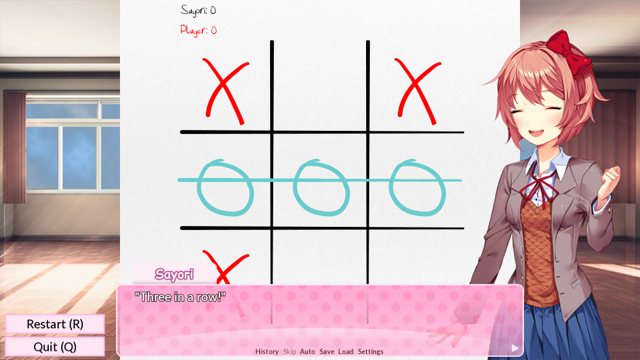 Sayori: 0
Player: 0
X X
O O O
X
Sayori
"Three in a row!"
Restart (R)
Quit (Q)
History Skip Auto Save Load Settings